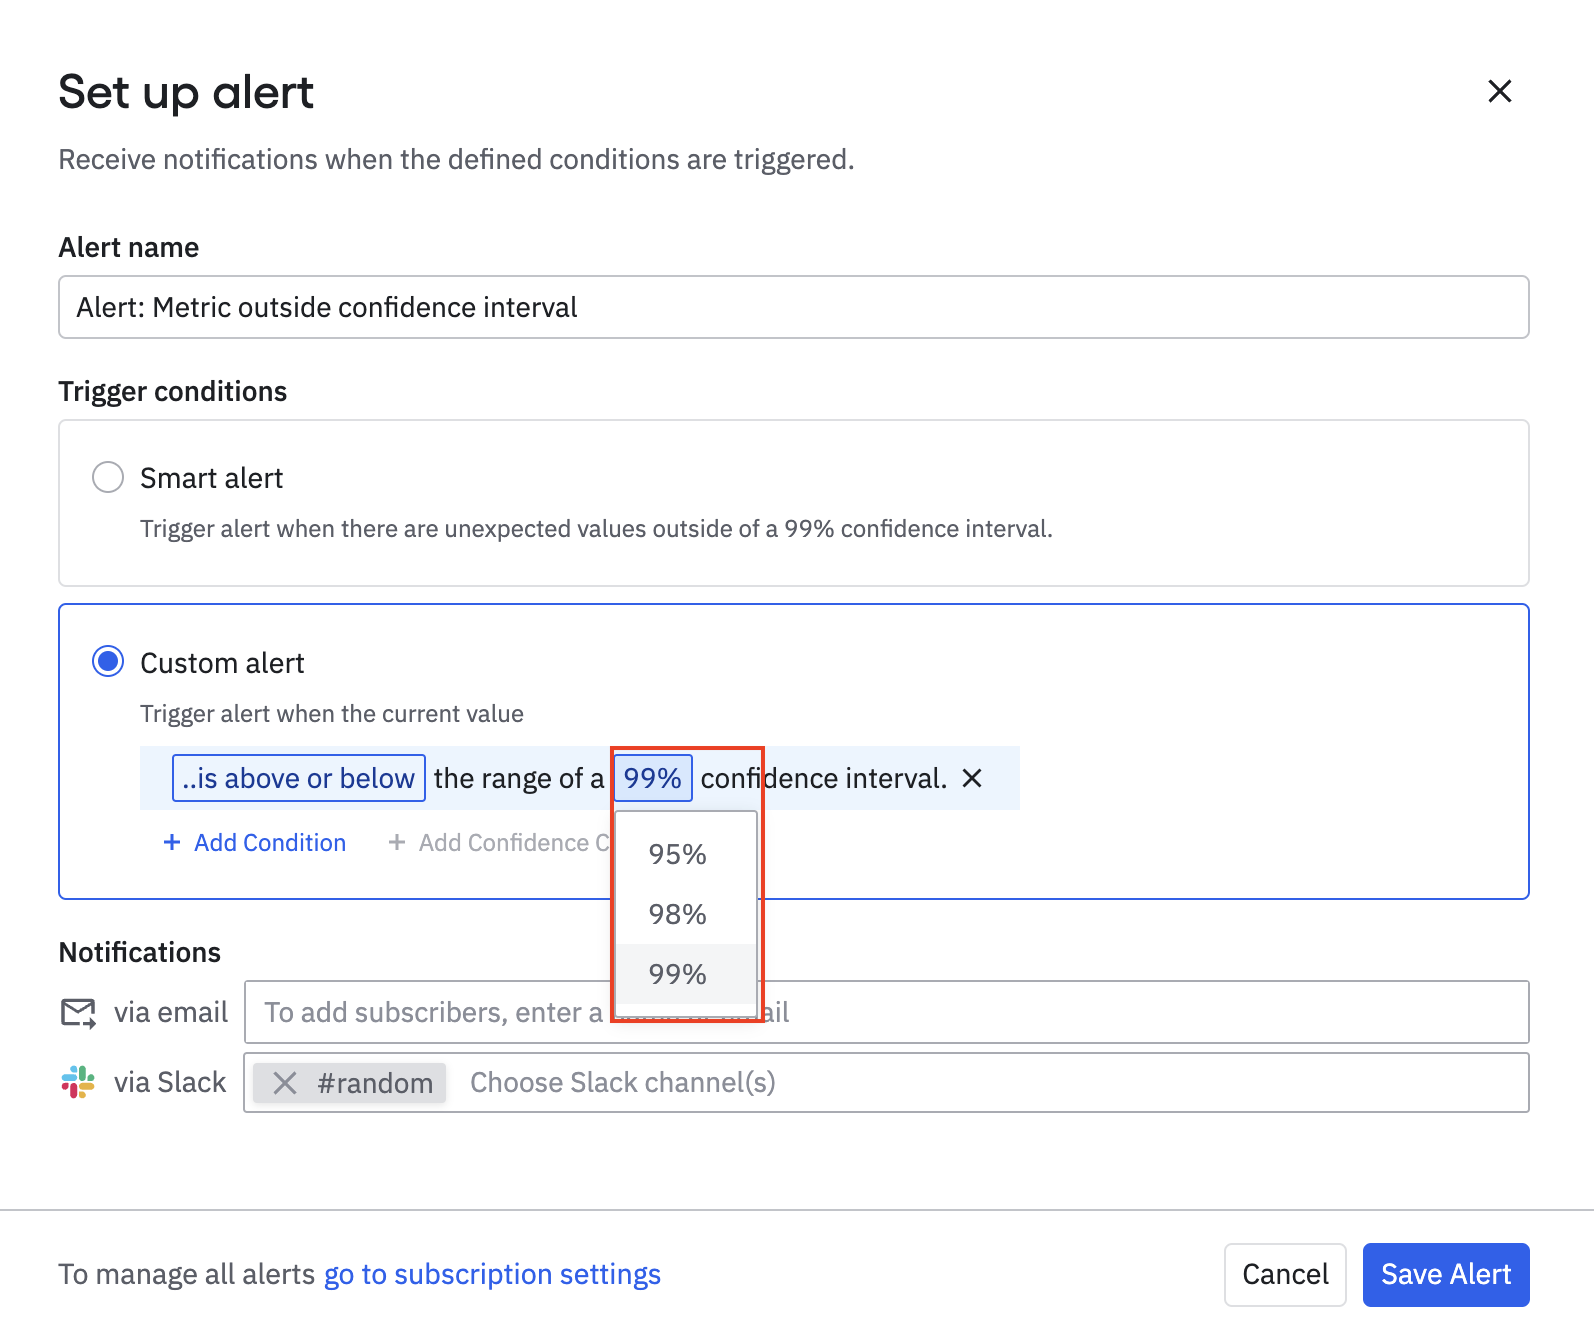 Set up alert
Receive notifications when the defined conditions are triggered.
Alert name
Alert: Metric outside confidence interval
Trigger conditions
Smart alert
Trigger alert when there are unexpected values outside of a 99% confidence interval.
Custom alert
Trigger alert when the current value
..is above or below the range of a 99% confidence interval.
+ Add Condition + Add Confidence
95%
98%
99%
Notifications
via email To add subscribers, enter a
via Slack #random Choose Slack channel(s)
To manage all alerts go to subscription settings
Cancel Save Alert